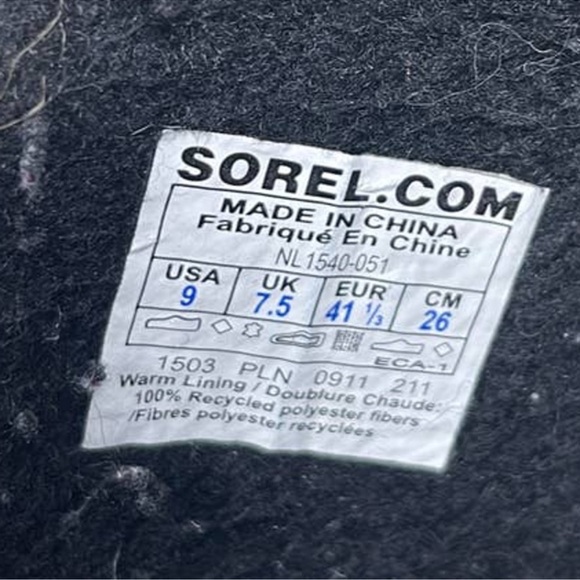 SOREL.COM
MADE IN CHINA
Fabriqué En Chine
NL1540-051
USA UK EUR CM
9 7.5 41 ⅓ 26
ECA-1
1503 PLN 0911 211
Warm Lining / Doublure Chaude:
100% Recycled polyester fibers
/Fibres polyester recyclées